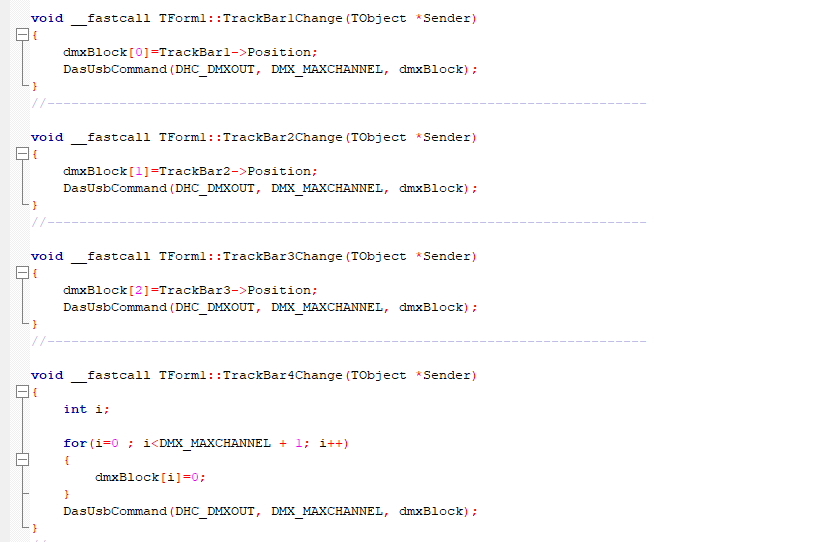 void __fastcall TForm1::TrackBar1Change(TObject *Sender)
{
    dmxBlock[0]=TrackBar1->Position;
    DasUsbCommand(DHC_DMXOUT, DMX_MAXCHANNEL, dmxBlock);
}
//---------------------------------------------------------------------------
void __fastcall TForm1::TrackBar2Change(TObject *Sender)
{
    dmxBlock[1]=TrackBar2->Position;
    DasUsbCommand(DHC_DMXOUT, DMX_MAXCHANNEL, dmxBlock);
}
//---------------------------------------------------------------------------
void __fastcall TForm1::TrackBar3Change(TObject *Sender)
{
    dmxBlock[2]=TrackBar3->Position;
    DasUsbCommand(DHC_DMXOUT, DMX_MAXCHANNEL, dmxBlock);
}
//---------------------------------------------------------------------------
void __fastcall TForm1::TrackBar4Change(TObject *Sender)
{
    int i;
    for(i=0 ; i<DMX_MAXCHANNEL + 1; i++)
    {
        dmxBlock[i]=0;
    }
    DasUsbCommand(DHC_DMXOUT, DMX_MAXCHANNEL, dmxBlock);
}